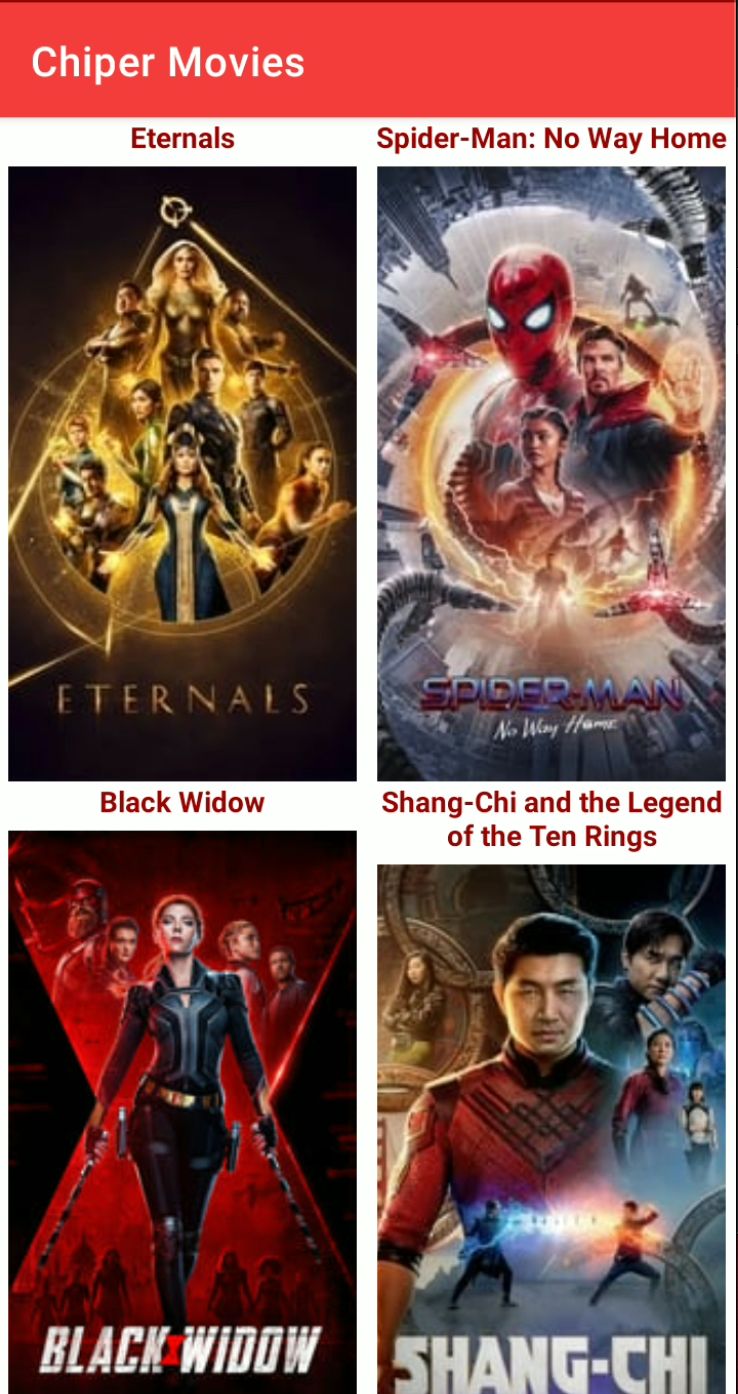 Chiper Movies
Eternals
Spider-Man: No Way Home
ETERNALS
SPIDER-MAN
No Way Home
Black Widow
Shang-Chi and the Legend
of the Ten Rings
BLACK WIDOW
SHANG-CHI